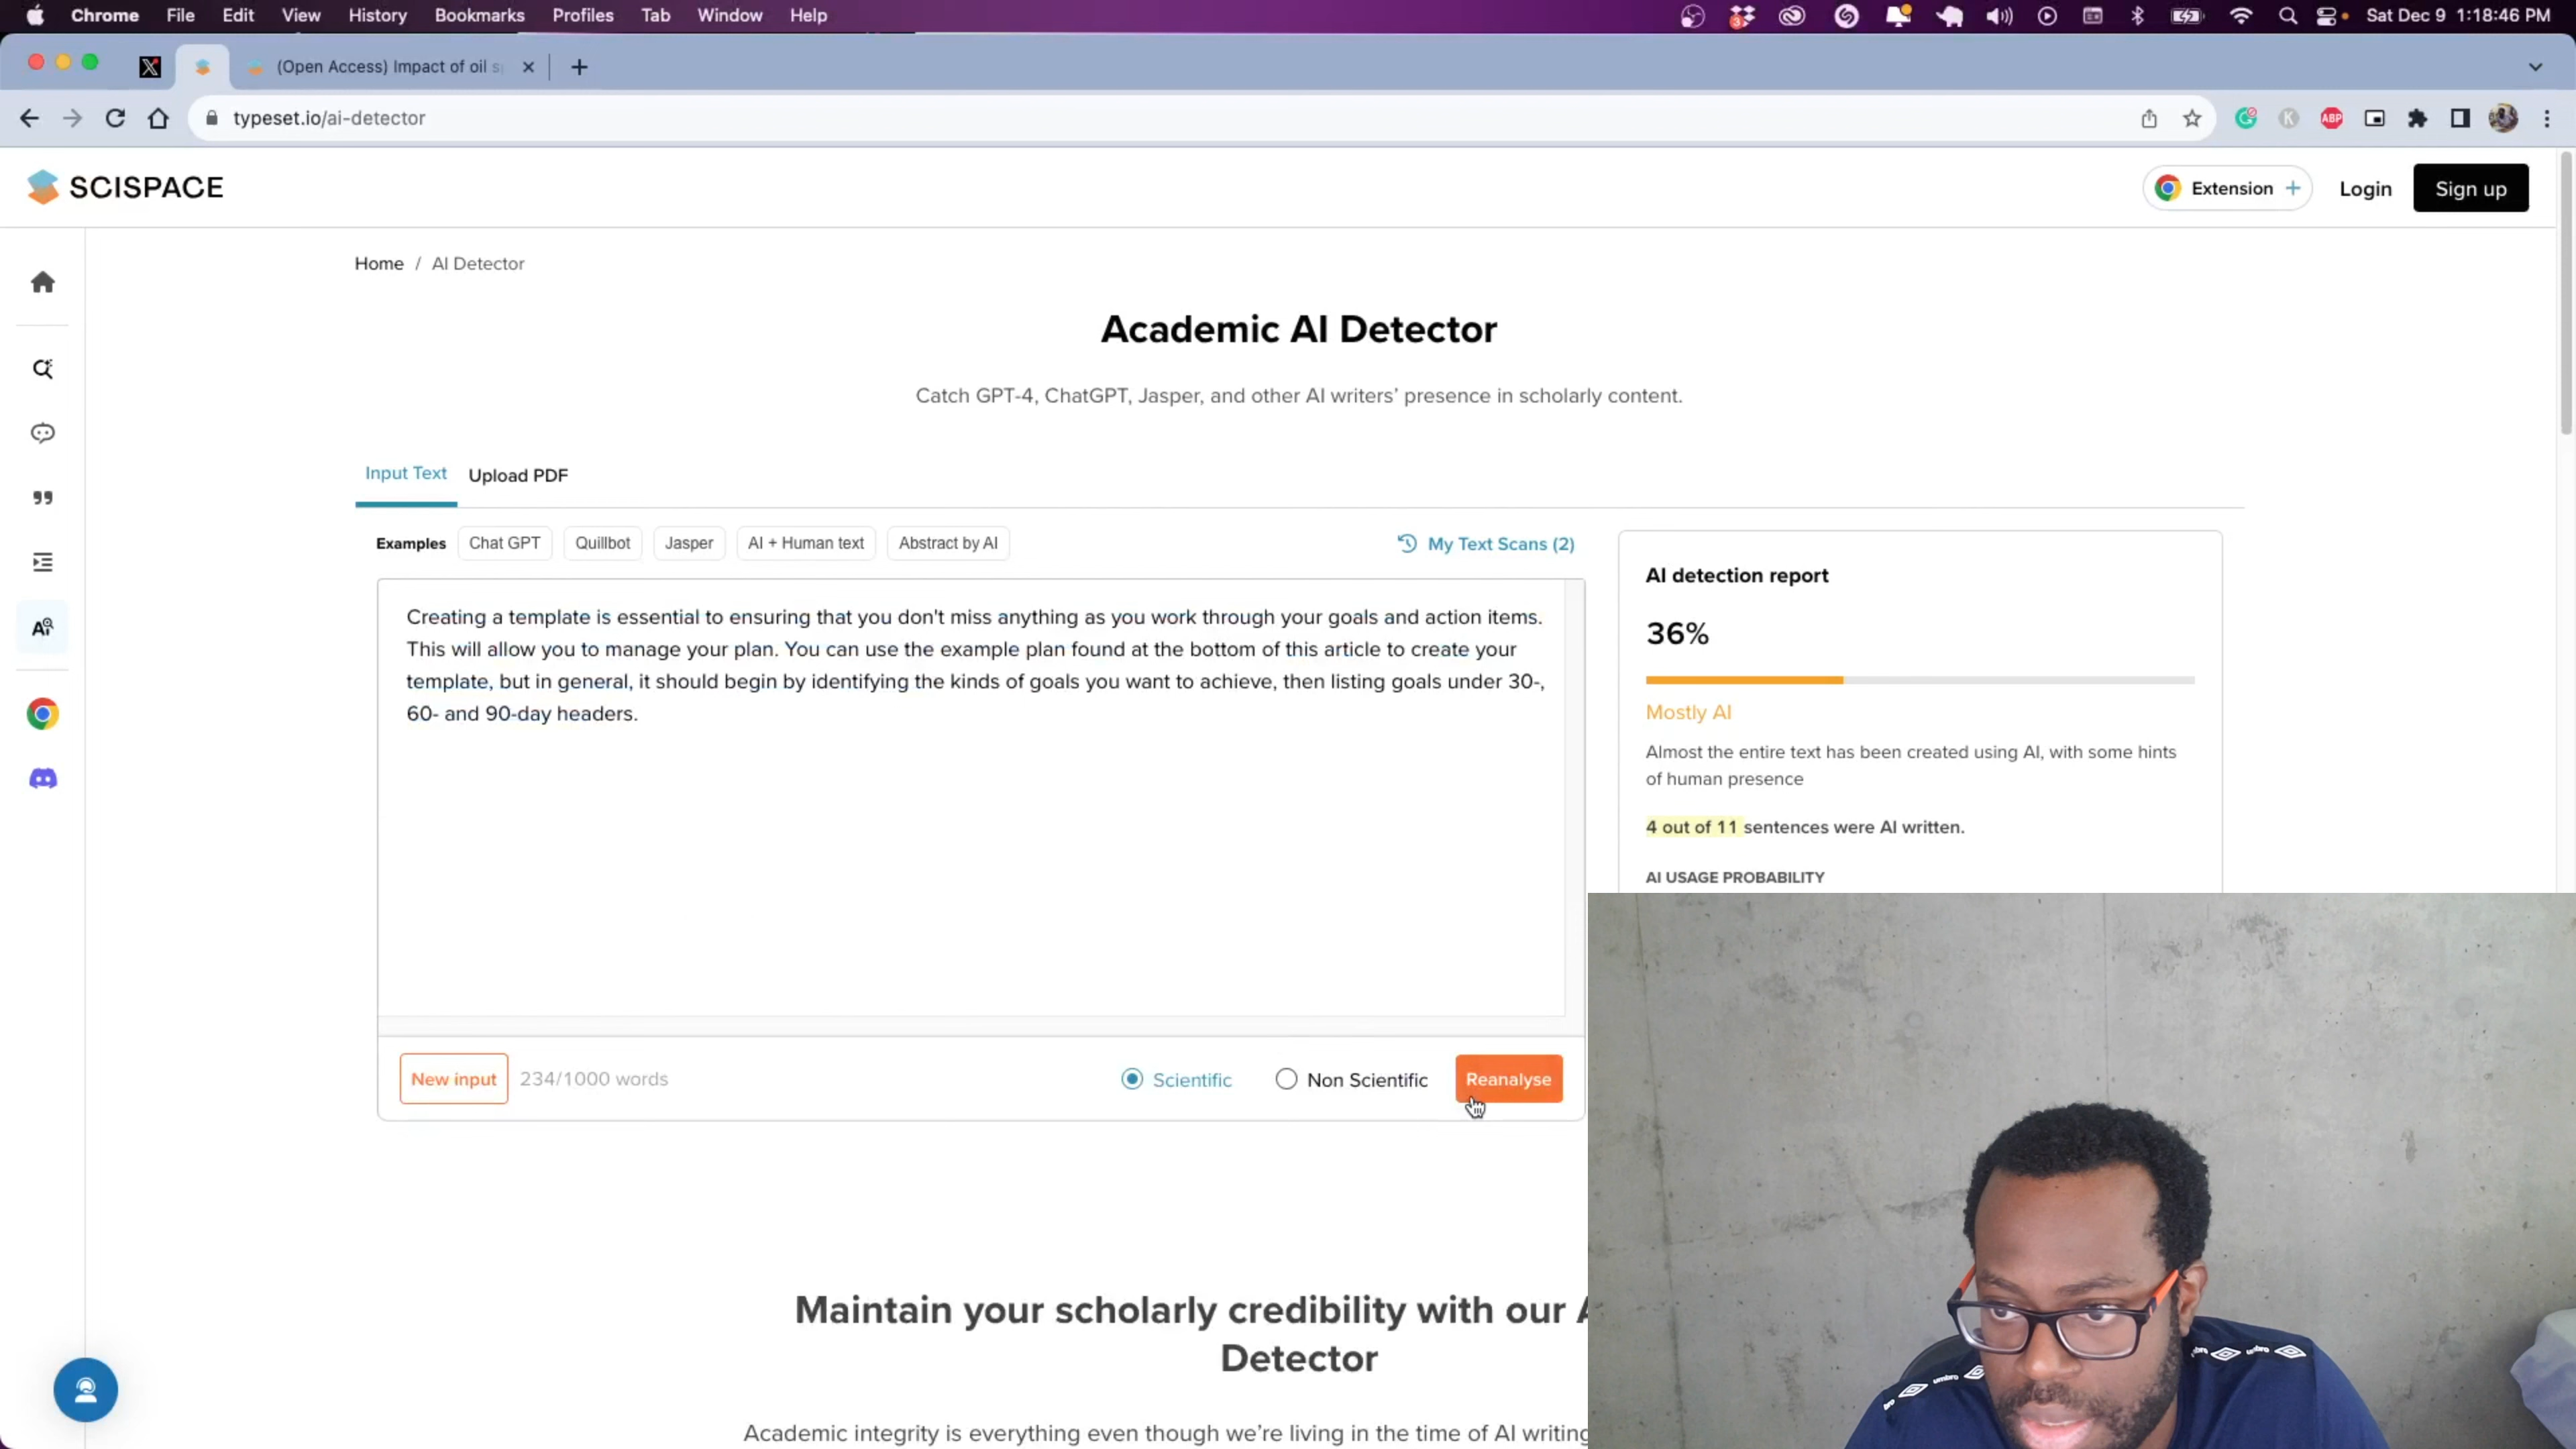 Chrome File Edit View History Bookmarks Profiles Tab Window Help
3
Sat Dec 9 1:18:46 PM
(Open Access) Impact of oil
typeset.io/ai-detector
ABP
SCISPACE
Extension +
Login
Sign up
Home / AI Detector
Academic AI Detector
Catch GPT-4, ChatGPT, Jasper, and other AI writers’ presence in scholarly content.
Input Text
Upload PDF
Examples
Chat GPT
Quillbot
Jasper
AI + Human text
Abstract by AI
My Text Scans (2)
Creating a template is essential to ensuring that you don't miss anything as you work through your goals and action items.
This will allow you to manage your plan. You can use the example plan found at the bottom of this article to create your
template, but in general, it should begin by identifying the kinds of goals you want to achieve, then listing goals under 30-,
60- and 90-day headers.
New input
234/1000 words
Scientific
Non Scientific
Reanalyse
AI detection report
36%
Mostly AI
Almost the entire text has been created using AI, with some hints
of human presence
4 out of 11 sentences were AI written.
AI USAGE PROBABILITY
Maintain your scholarly credibility with our
Detector
Academic integrity is everything even though we’re living in the time of AI writing
umbro
umbro